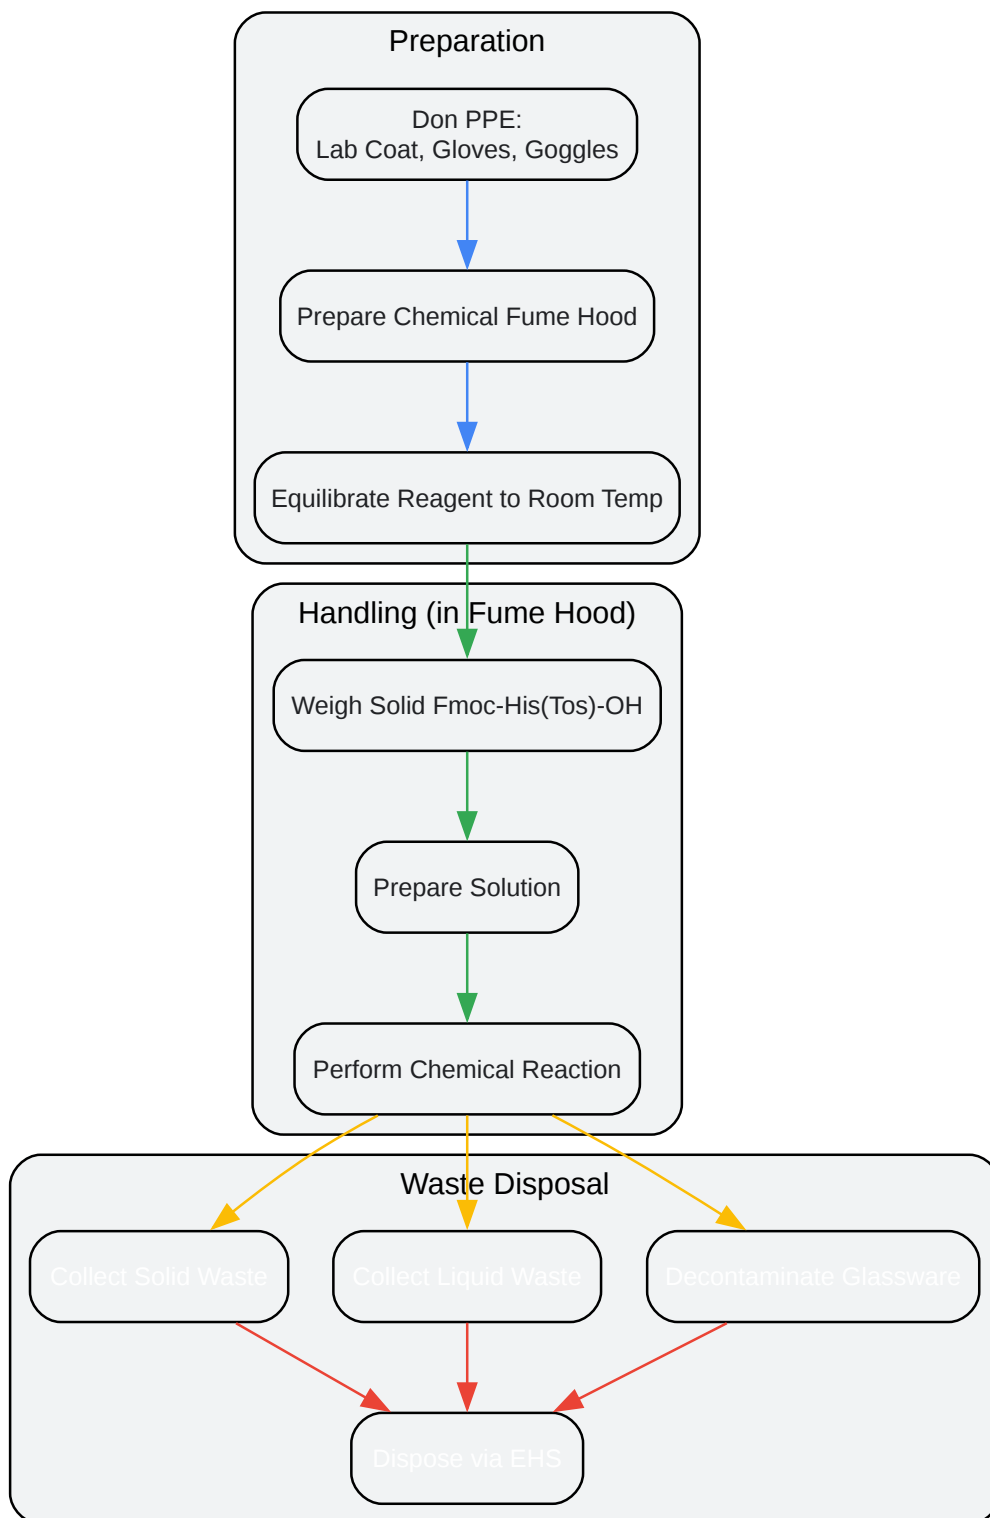 Preparation
Don PPE:
Lab Coat, Gloves, Goggles
Prepare Chemical Fume Hood
Equilibrate Reagent to Room Temp
Handling (in Fume Hood)
Weigh Solid Fmoc-His(Tos)-OH
Prepare Solution
Perform Chemical Reaction
Waste Disposal
Collect Solid Waste
Collect Liquid Waste
Decontaminate Glassware
Dispose via EHS